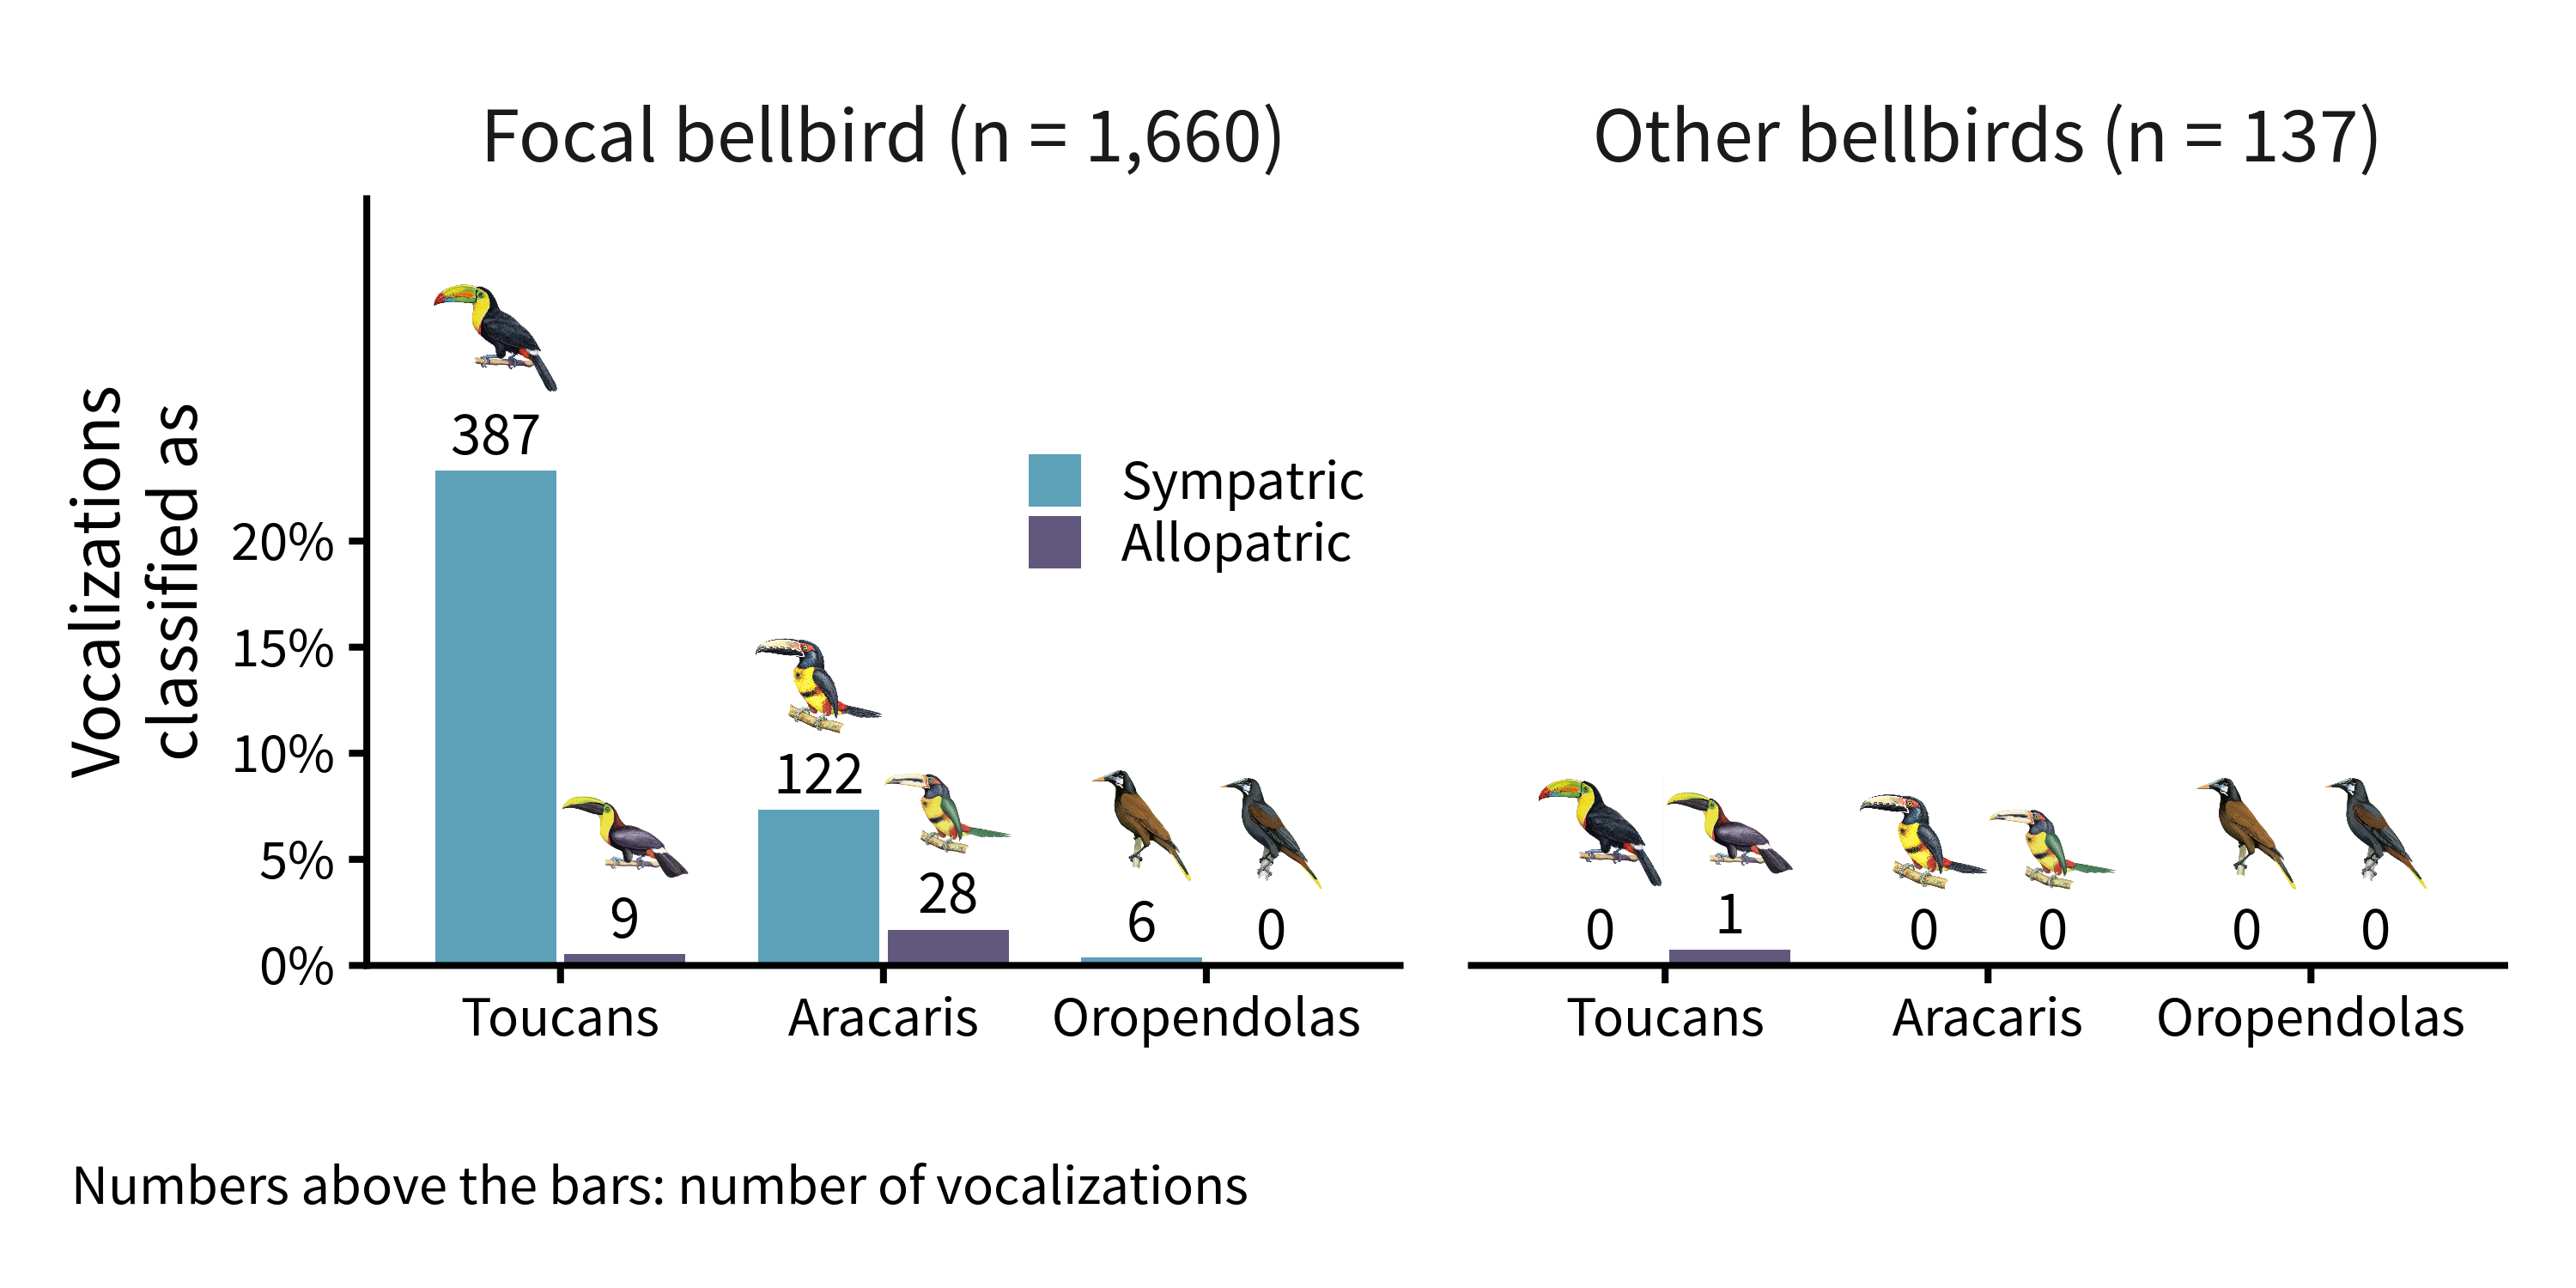 Focal bellbird (n = 1,660)
Other bellbirds (n = 137)
Vocalizations
classified as
20%
15%
10%
5%
0%
387
9
122
28
6
0
Sympatric
Allopatric
0
1
0
0
0
0
Toucans
Aracaris
Oropendolas
Toucans
Aracaris
Oropendolas
Numbers above the bars: number of vocalizations